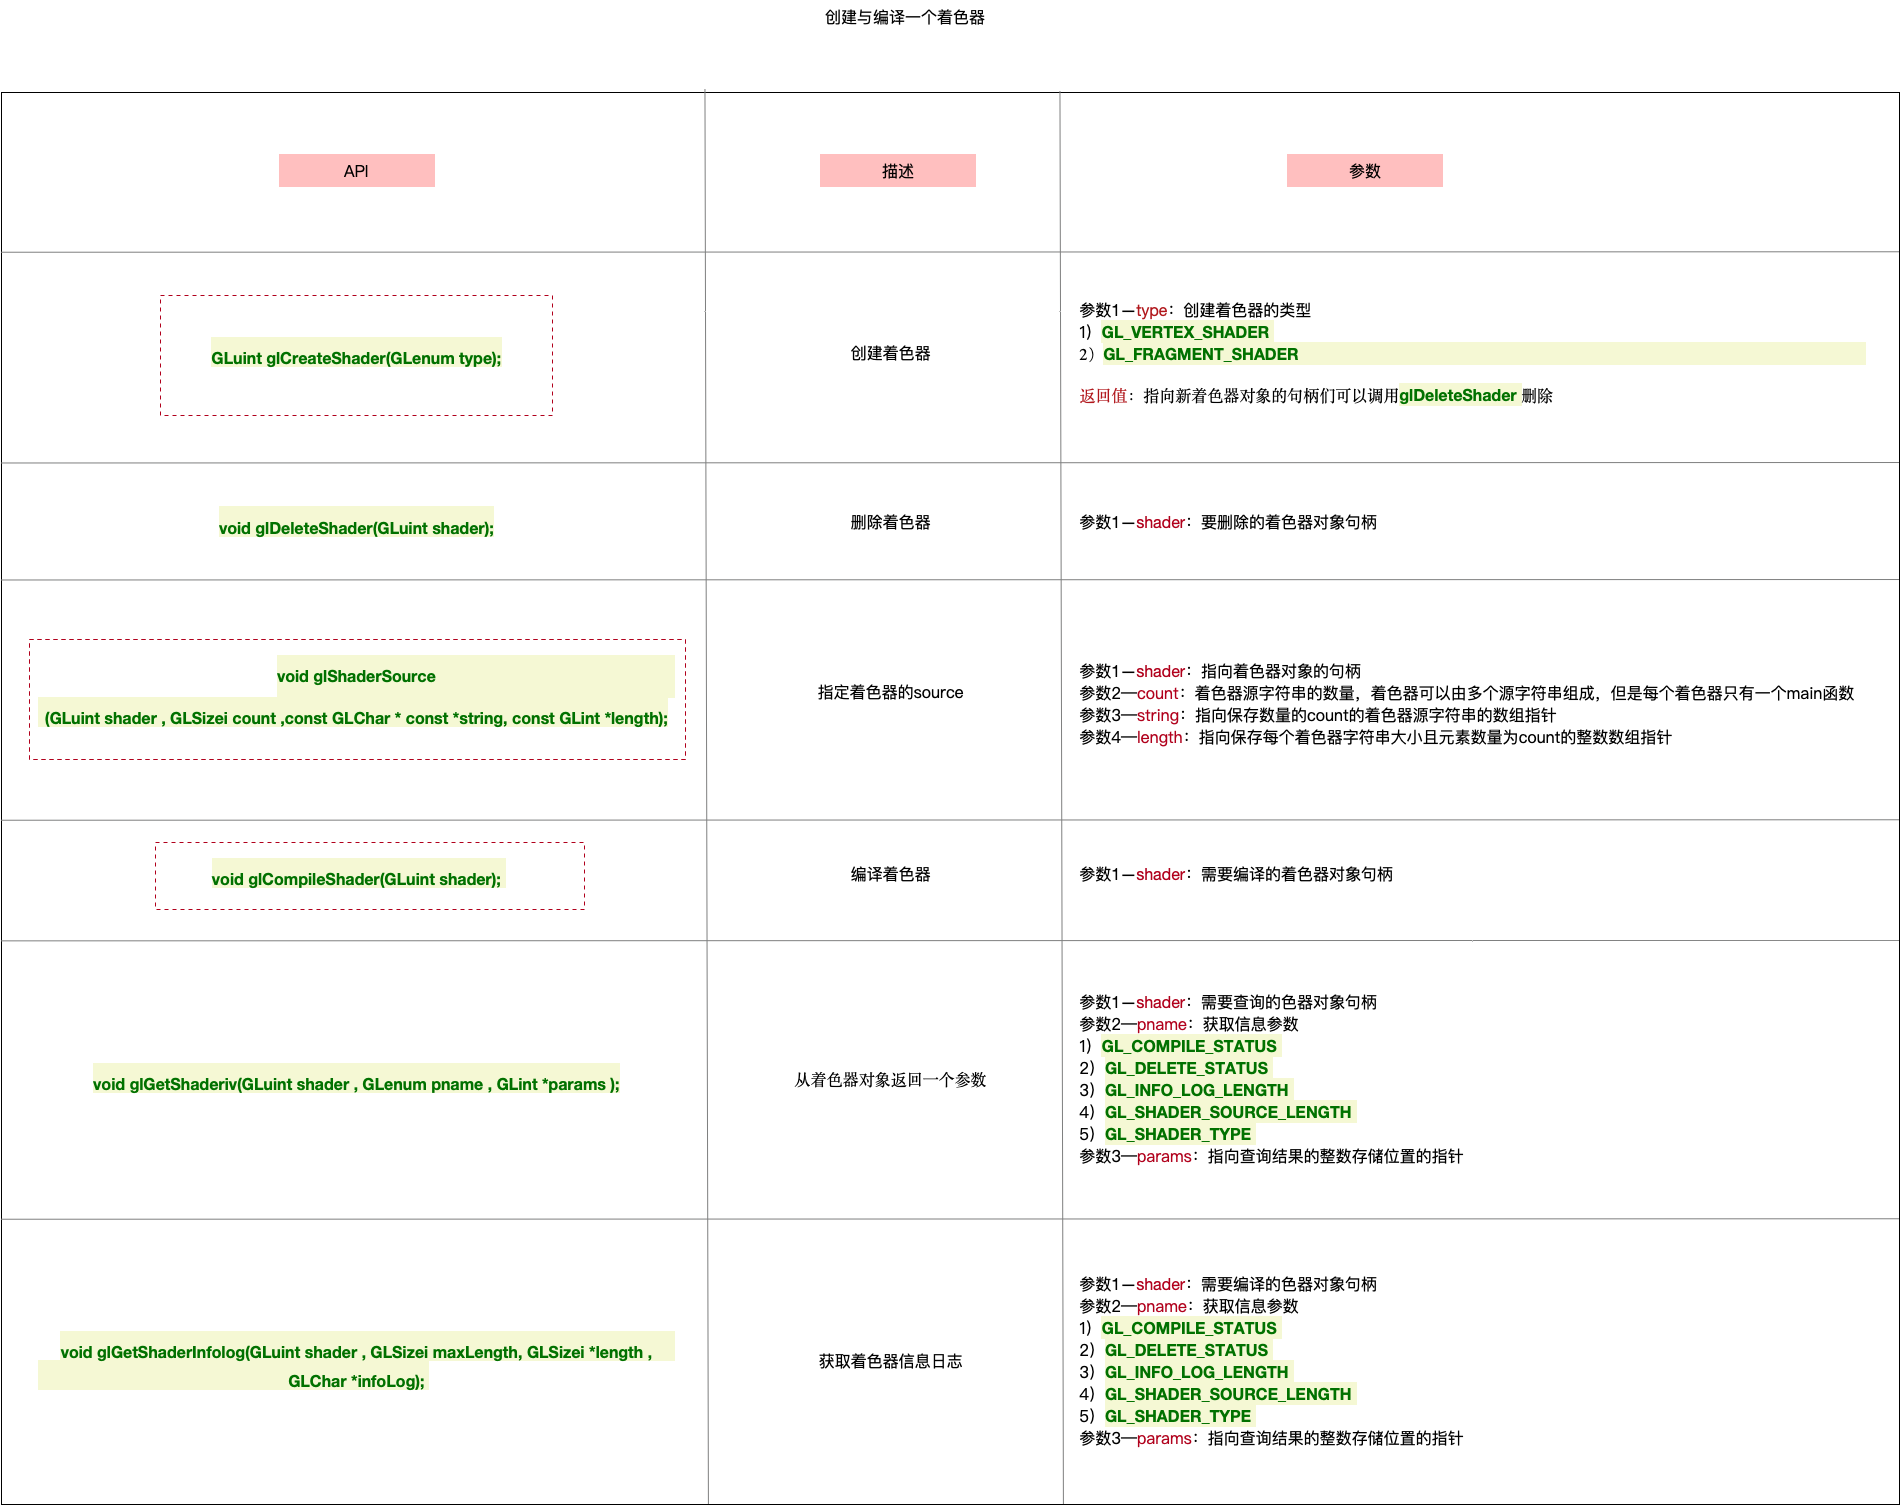 创建与编译一个着色器
API
描述
参数
GLuint glCreateShader(GLenum type);
创建着色器
参数1—type：创建着色器的类型
1）GL_VERTEX_SHADER
2）GL_FRAGMENT_SHADER
返回值：指向新着色器对象的句柄们可以调用glDeleteShader 删除
void glDeleteShader(GLuint shader);
删除着色器
参数1—shader：要删除的着色器对象句柄
void glShaderSource
(GLuint shader , GLSizei count ,const GLChar * const *string, const GLint *length);
指定着色器的source
参数1—shader：指向着色器对象的句柄
参数2—count：着色器源字符串的数量，着色器可以由多个源字符串组成，但是每个着色器只有一个main函数
参数3—string：指向保存数量的count的着色器源字符串的数组指针
参数4—length：指向保存每个着色器字符串大小且元素数量为count的整数数组指针
void glCompileShader(GLuint shader);
编译着色器
参数1—shader：需要编译的着色器对象句柄
void glGetShaderiv(GLuint shader , GLenum pname , GLint *params );
从着色器对象返回一个参数
参数1—shader：需要查询的色器对象句柄
参数2—pname：获取信息参数
1）GL_COMPILE_STATUS
2）GL_DELETE_STATUS
3）GL_INFO_LOG_LENGTH
4）GL_SHADER_SOURCE_LENGTH
5）GL_SHADER_TYPE
参数3—params：指向查询结果的整数存储位置的指针
void glGetShaderInfolog(GLuint shader , GLSizei maxLength, GLSizei *length ,
GLChar *infoLog);
获取着色器信息日志
参数1—shader：需要编译的色器对象句柄
参数2—pname：获取信息参数
1）GL_COMPILE_STATUS
2）GL_DELETE_STATUS
3）GL_INFO_LOG_LENGTH
4）GL_SHADER_SOURCE_LENGTH
5）GL_SHADER_TYPE
参数3—params：指向查询结果的整数存储位置的指针